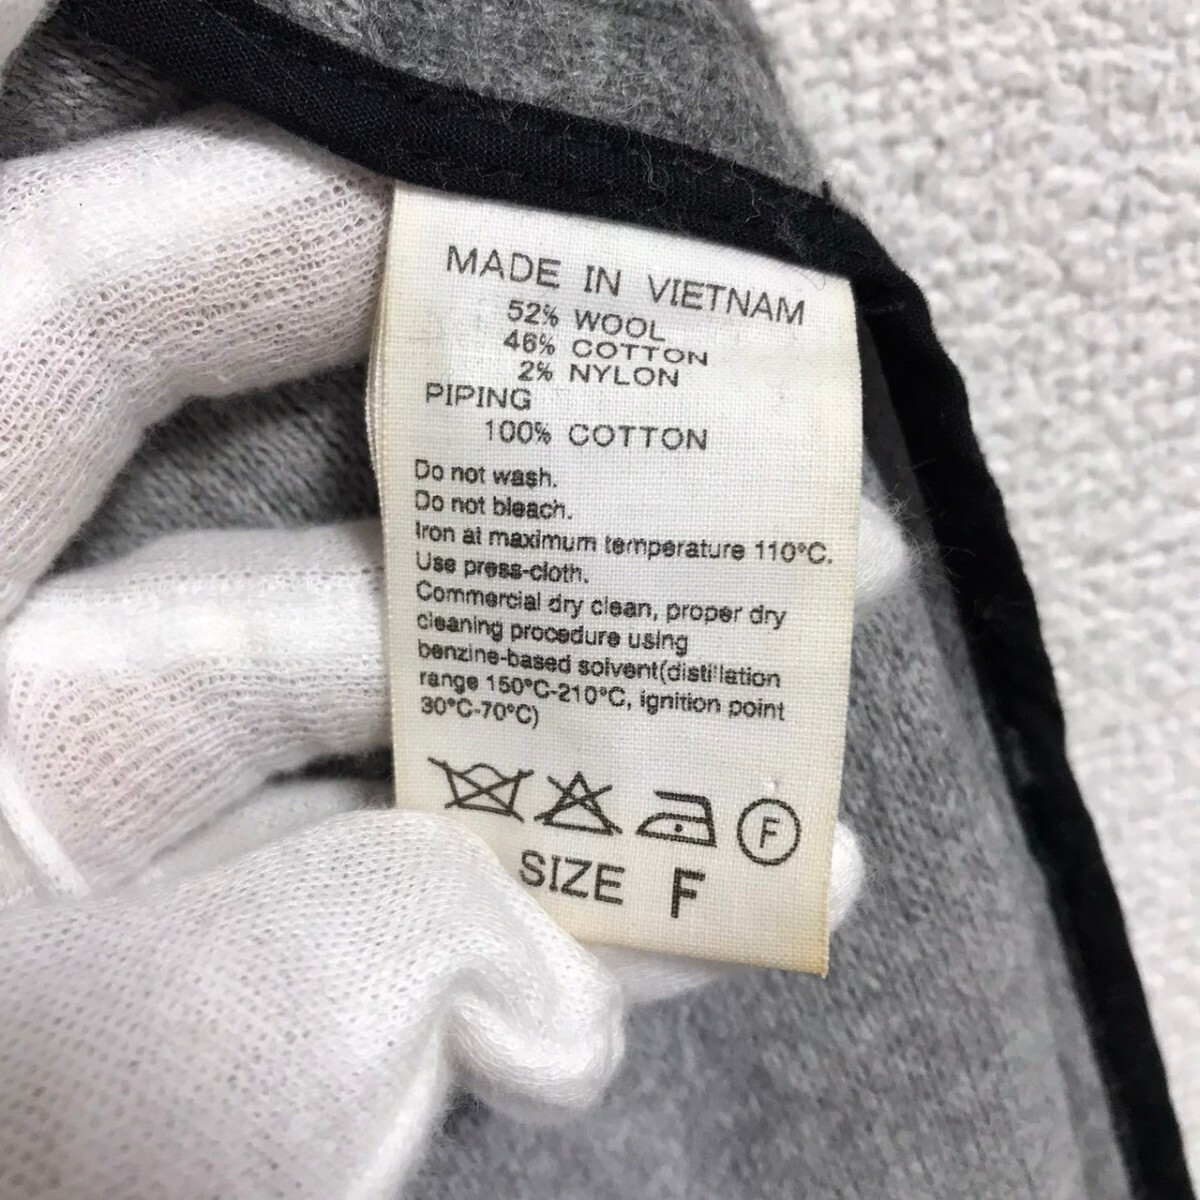 MADE IN VIETNAM
52% WOOL
46% COTTON
2% NYLON
PIPING
100% COTTON
Do not wash.
Do not bleach.
Iron at maximum temperature 110°C.
Use press-cloth.
Commercial dry clean, proper dry
cleaning procedure using
benzine-based solvent(distillation
range 150°C-210°C, ignition point
30°C-70°C)
F
SIZE F